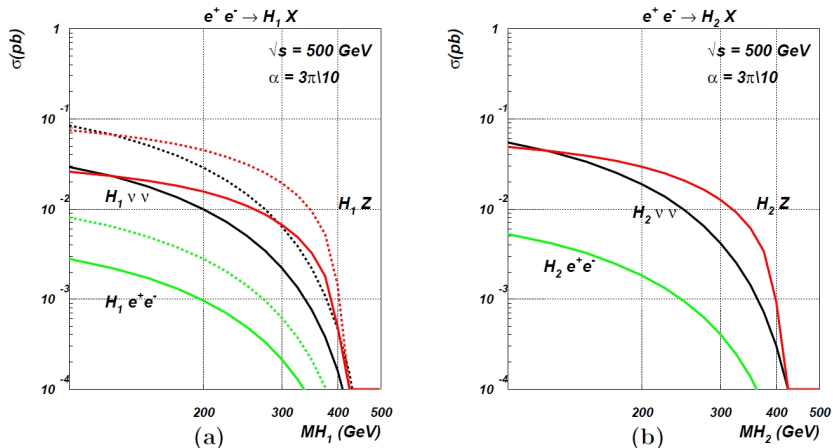 e⁺ e⁻ → H₁ X
σ(pb)
1
10⁻¹
10⁻²
10⁻³
10⁻⁴
√s = 500 GeV
α = 3π\10
H₁ ν ν
H₁ Z
H₁ e⁺e⁻
200 300 400 500
MH₁ (GeV)
(a)
e⁺ e⁻ → H₂ X
σ(pb)
1
10⁻¹
10⁻²
10⁻³
10⁻⁴
√s = 500 GeV
α = 3π\10
H₂ ν ν
H₂ Z
H₂ e⁺e⁻
200 300 400 500
MH₂ (GeV)
(b)